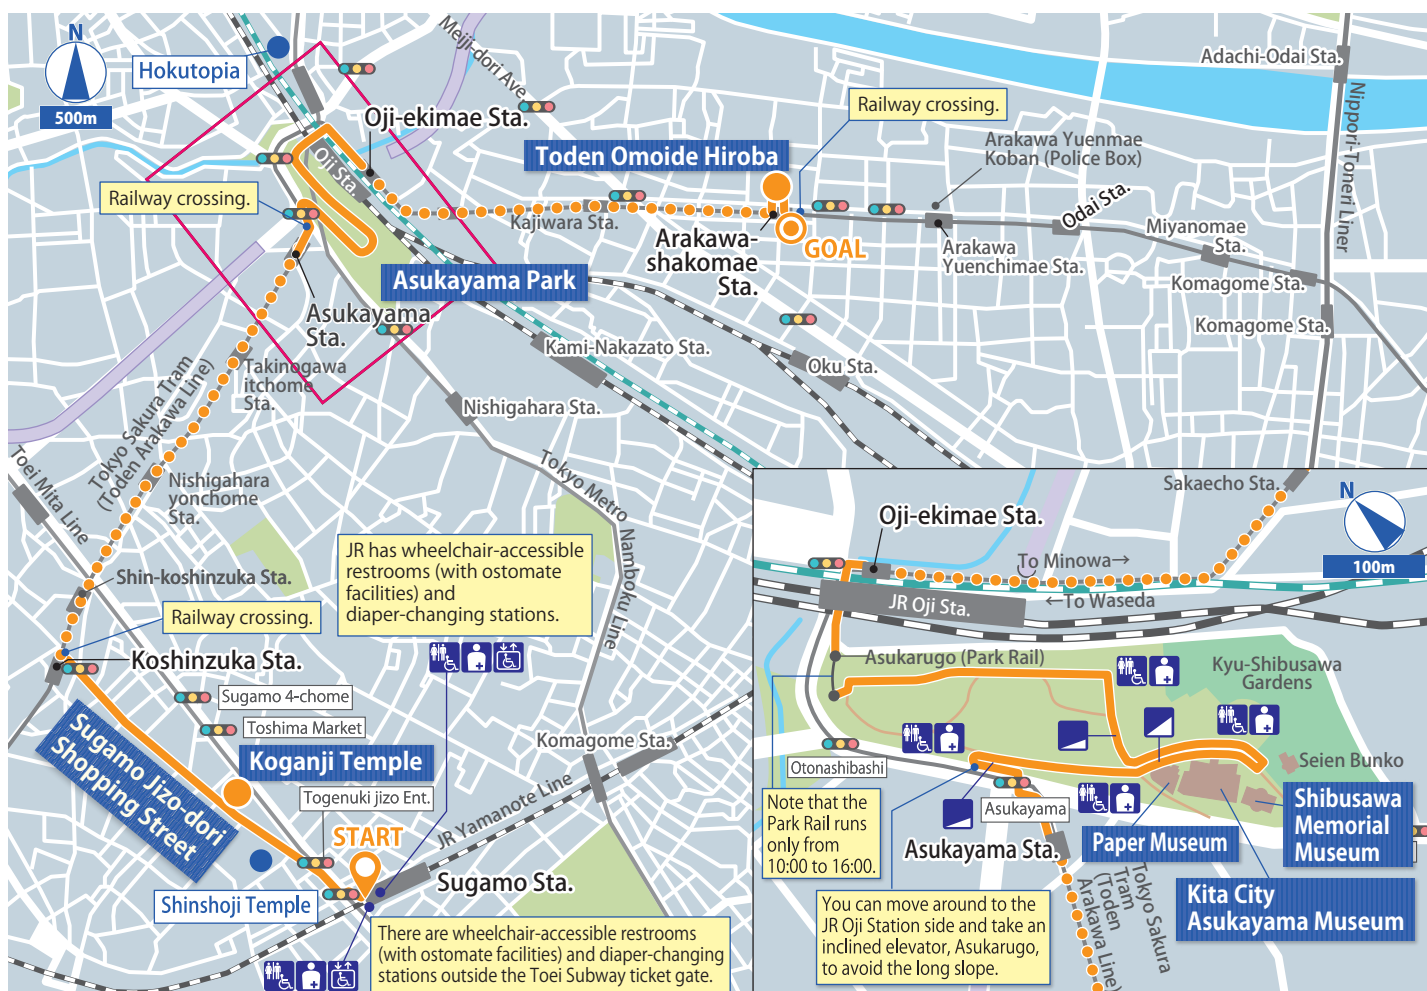 N
500m
Hokutopia
Meiji-dori Ave.
Oji-ekimae Sta.
Oji Sta.
Railway crossing.
Toden Omoide Hiroba
Railway crossing.
Arakawa Yuenmae
Koban (Police Box)
Adachi-Odai Sta.
Nippori-Toneri Liner
Kajiwara Sta.
Arakawa-
shakomae
Sta.
GOAL
Arakawa
Yuenchimae Sta.
Odai Sta.
Miyanomae
Sta.
Komagome Sta.
Komagome Sta.
Asukayama Park
Asukayama
Sta.
Takinogawa
itchome
Sta.
Kami-Nakazato Sta.
Oku Sta.
Nishigahara Sta.
Tokyo Sakura Tram
(Toden Arakawa Line)
Toei Mita Line
Nishigahara
yonchome
Sta.
Tokyo Metro Namboku Line
JR has wheelchair-accessible
restrooms (with ostomate
facilities) and
diaper-changing stations.
Shin-koshinzuka Sta.
Railway crossing.
Koshinzuka Sta.
Sugamo 4-chome
Toshima Market
Sugamo Jizo-dori
Shopping Street
Koganji Temple
Togenuki jizo Ent.
START
Komagome Sta.
JR Yamanote Line
Sugamo Sta.
Shinshoji Temple
There are wheelchair-accessible restrooms
(with ostomate facilities) and diaper-changing
stations outside the Toei Subway ticket gate.
Sakaecho Sta.
N
100m
Oji-ekimae Sta.
To Minowa→
←To Waseda
JR Oji Sta.
Asukarugo (Park Rail)
Kyu-Shibusawa
Gardens
Otonashibashi
Seien Bunko
Note that the
Park Rail runs
only from
10:00 to 16:00.
Asukayama
Asukayama Sta.
Paper Museum
Shibusawa
Memorial
Museum
Kita City
Asukayama Museum
You can move around to the
JR Oji Station side and take an
inclined elevator, Asukarugo,
to avoid the long slope.
Tokyo Sakura
Tram
(Toden
Arakawa Line)